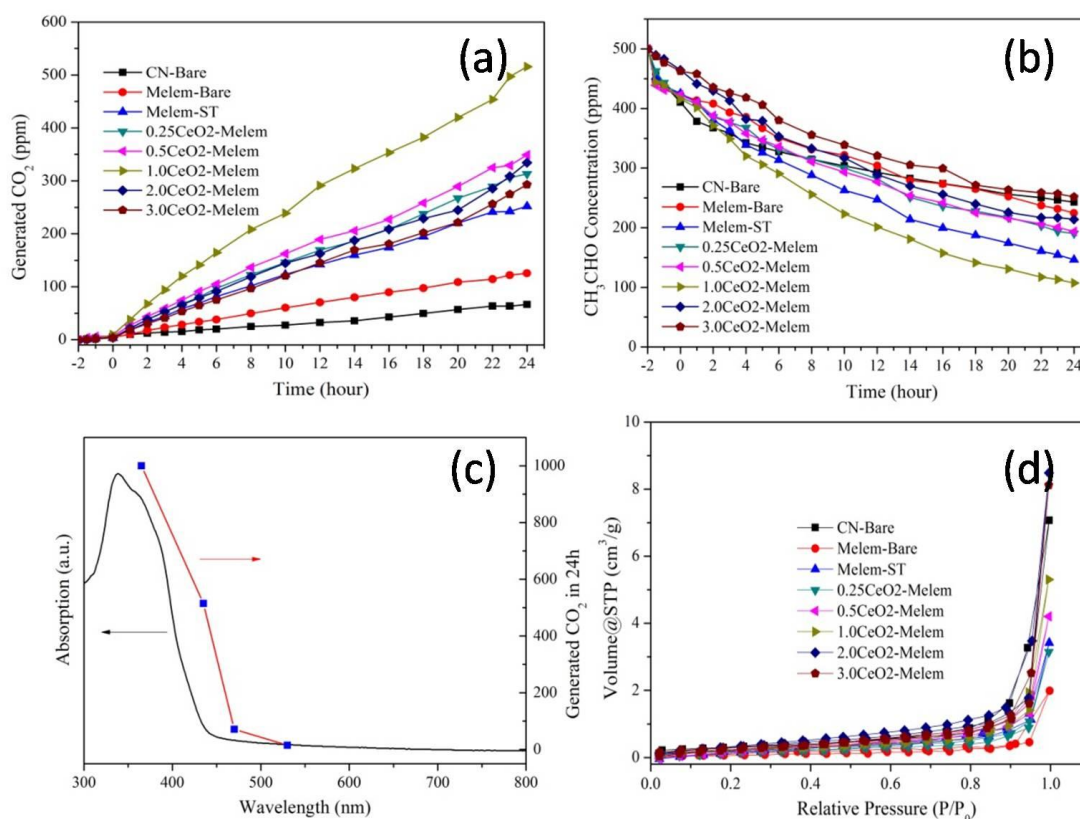 (a)
Generated CO₂ (ppm)
600
500
400
300
200
100
0
CN-Bare
Melem-Bare
Melem-ST
0.25CeO2-Melem
0.5CeO2-Melem
1.0CeO2-Melem
2.0CeO2-Melem
3.0CeO2-Melem
-2 0 2 4 6 8 10 12 14 16 18 20 22 24
Time (hour)
(b)
CH₃CHO Concentration (ppm)
500
400
300
200
100
0
CN-Bare
Melem-Bare
Melem-ST
0.25CeO2-Melem
0.5CeO2-Melem
1.0CeO2-Melem
2.0CeO2-Melem
3.0CeO2-Melem
-2 0 2 4 6 8 10 12 14 16 18 20 22 24
Time (hour)
(c)
Absorption (a.u.)
Generated CO₂ in 24h
1000
800
600
400
200
0
300 400 500 600 700 800
Wavelength (nm)
(d)
Volume@STP (cm³/g)
10
8
6
4
2
0
CN-Bare
Melem-Bare
Melem-ST
0.25CeO2-Melem
0.5CeO2-Melem
1.0CeO2-Melem
2.0CeO2-Melem
3.0CeO2-Melem
0.0 0.2 0.4 0.6 0.8 1.0
Relative Pressure (P/P₀)